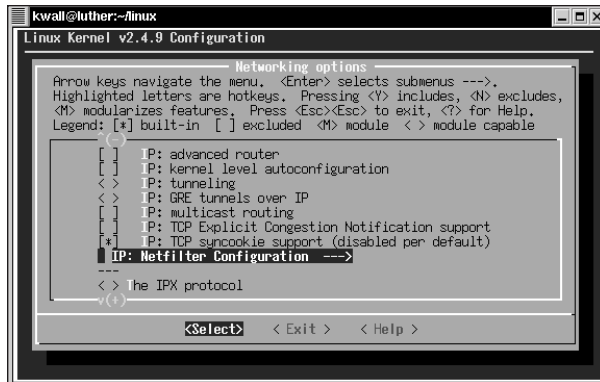 kwall@luther:~/linux
Linux Kernel v2.4.9 Configuration
Networking options
Arrow keys navigate the menu. <Enter> selects submenus --->.
Highlighted letters are hotkeys. Pressing <Y> includes, <N> excludes,
<M> modularizes features. Press <Esc><Esc> to exit, <?> for Help.
Legend: [*] built-in [ ] excluded <M> module < > module capable
^(-)
[ ] IP: advanced router
[ ] IP: kernel level autoconfiguration
< > IP: tunneling
< > IP: GRE tunnels over IP
[ ] IP: multicast routing
[ ] IP: TCP Explicit Congestion Notification support
[*] IP: TCP syncookie support (disabled per default)
IP: Netfilter Configuration --->
---
< > The IPX protocol
v(+)
<Select> < Exit > < Help >